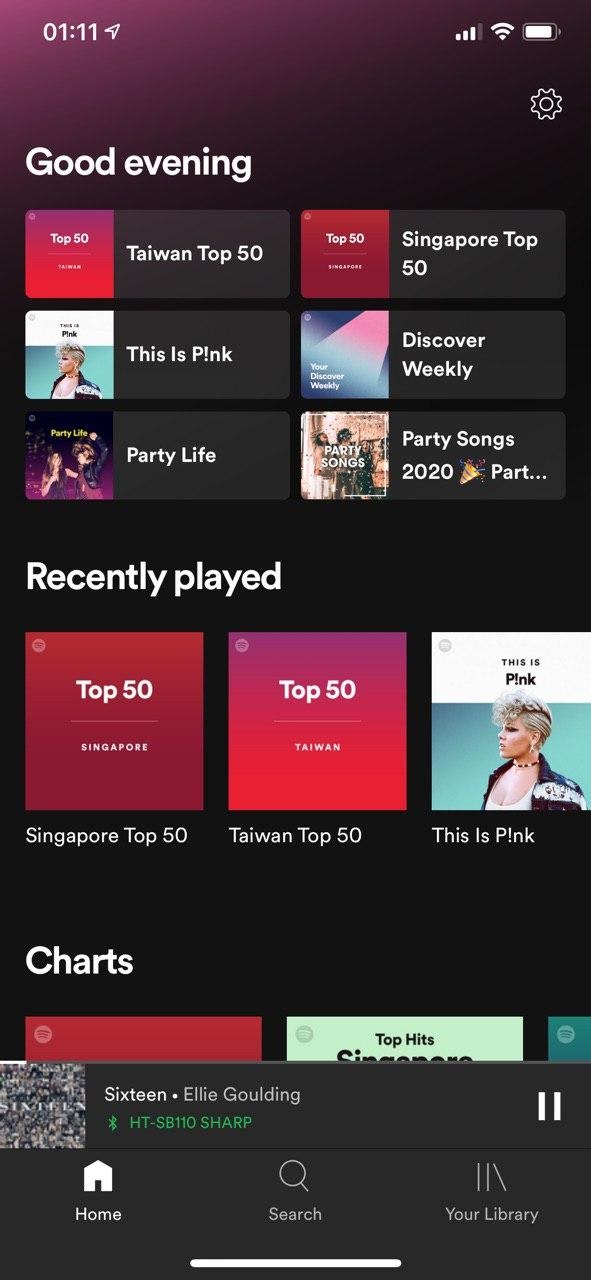 01:11
Good evening
Top 50
TAIWAN
Taiwan Top 50
Top 50
SINGAPORE
Singapore Top
50
THIS IS
P!nk
This Is P!nk
Your
Discover
Weekly
Discover
Weekly
Party Life
Party Life
PARTY
SONGS
Party Songs
2020 🎉 Part...
Recently played
Top 50
SINGAPORE
Singapore Top 50
Top 50
TAIWAN
Taiwan Top 50
THIS IS
P!nk
This Is P!nk
Charts
Top Hits
Singapore
SIXTEEN
Sixteen • Ellie Goulding
HT-SB110 SHARP
Home
Search
Your Library